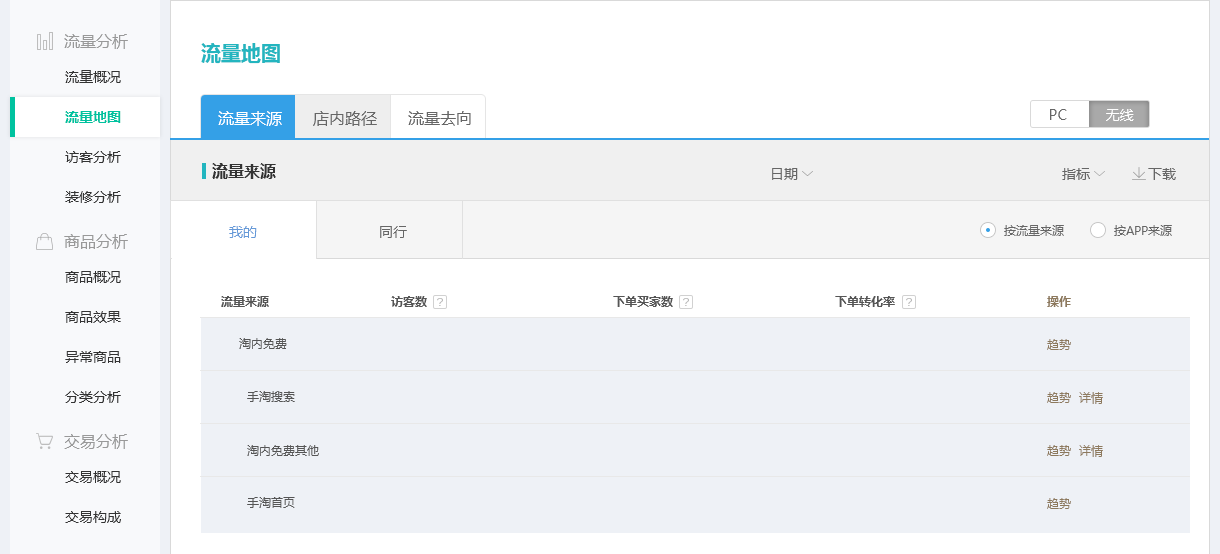 流量分析
流量概况
流量地图
访客分析
装修分析
商品分析
商品概况
商品效果
异常商品
分类分析
交易分析
交易概况
交易构成
流量地图
流量来源 店内路径 流量去向 PC 无线
流量来源 日期 指标 下载
我的 同行 按流量来源 按APP来源
流量来源 访客数 ? 下单买家数 ? 下单转化率 ? 操作
淘内免费 趋势
手淘搜索 趋势 详情
淘内免费其他 趋势 详情
手淘首页 趋势